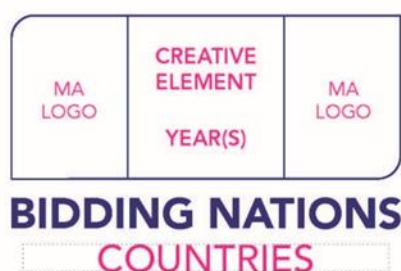 MA
LOGO
CREATIVE
ELEMENT
YEAR(S)
MA
LOGO
BIDDING NATIONS
COUNTRIES